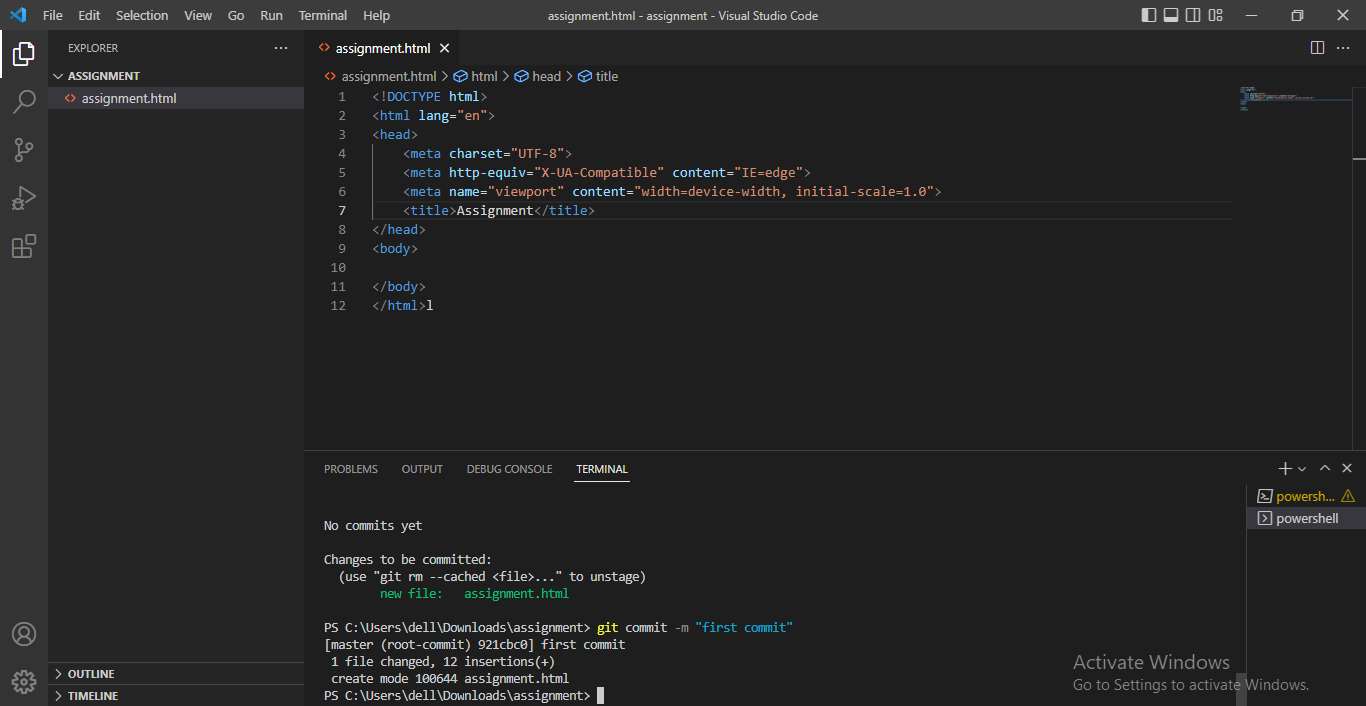 File Edit Selection View Go Run Terminal Help
assignment.html - assignment - Visual Studio Code
EXPLORER
ASSIGNMENT
assignment.html
OUTLINE
TIMELINE
assignment.html
assignment.html > html > head > title
1 <!DOCTYPE html>
2 <html lang="en">
3 <head>
4 <meta charset="UTF-8">
5 <meta http-equiv="X-UA-Compatible" content="IE=edge">
6 <meta name="viewport" content="width=device-width, initial-scale=1.0">
7 <title>Assignment</title>
8 </head>
9 <body>
10
11 </body>
12 </html>l
PROBLEMS OUTPUT DEBUG CONSOLE TERMINAL
No commits yet
Changes to be committed:
(use "git rm --cached <file>..." to unstage)
new file: assignment.html
PS C:\Users\dell\Downloads\assignment> git commit -m "first commit"
[master (root-commit) 921cbc0] first commit
1 file changed, 12 insertions(+)
create mode 100644 assignment.html
PS C:\Users\dell\Downloads\assignment>
powersh...
powershell
Activate Windows
Go to Settings to activate Windows.